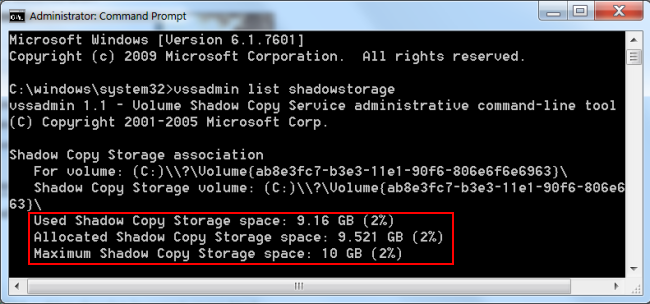 Administrator: Command Prompt
Microsoft Windows [Version 6.1.7601]
Copyright (c) 2009 Microsoft Corporation.  All rights reserved.
C:\windows\system32>vssadmin list shadowstorage
vssadmin 1.1 - Volume Shadow Copy Service administrative command-line tool
(C) Copyright 2001-2005 Microsoft Corp.
Shadow Copy Storage association
For volume: (C:)\\?\Volume{ab8e3fc7-b3e3-11e1-90f6-806e6f6e6963}\
Shadow Copy Storage volume: (C:)\\?\Volume{ab8e3fc7-b3e3-11e1-90f6-806e6
63}\
Used Shadow Copy Storage space: 9.16 GB (2%)
Allocated Shadow Copy Storage space: 9.521 GB (2%)
Maximum Shadow Copy Storage space: 10 GB (2%)